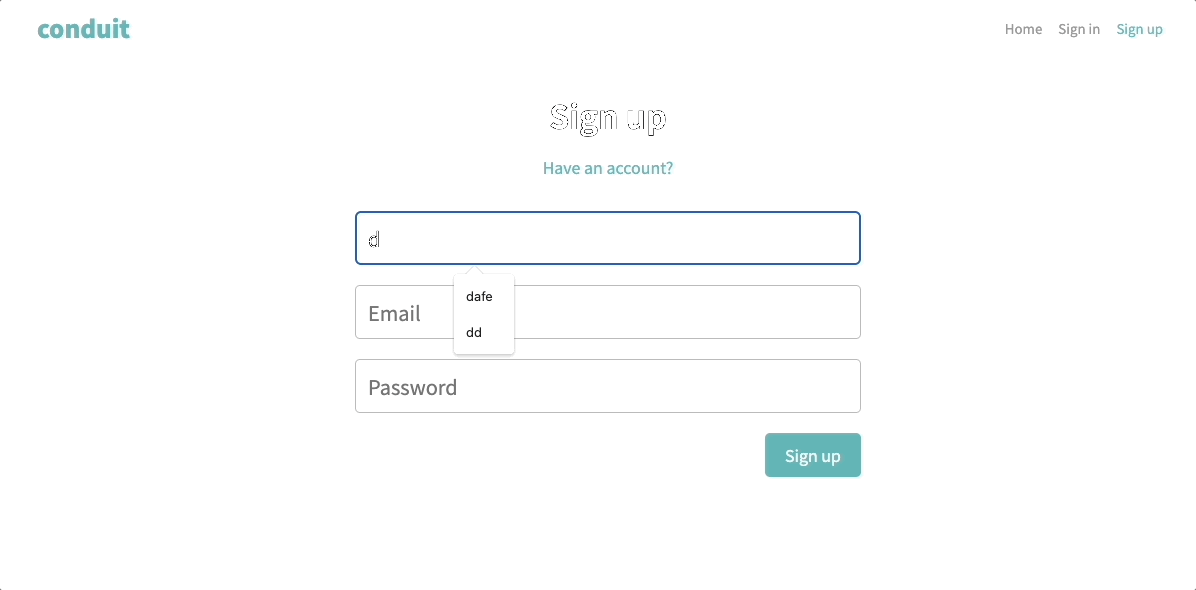 conduit
Home Sign in Sign up
Sign up
Have an account?
d
dafe
Email
dd
Password
Sign up